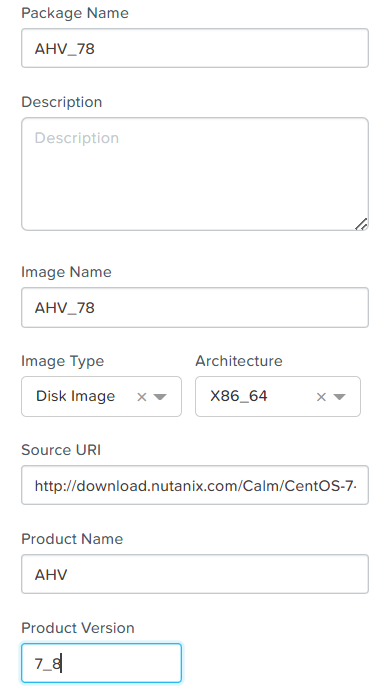 Package Name
AHV_78
Description
Description
Image Name
AHV_78
Image Type Architecture
Disk Image × X86_64 ×
Source URI
http://download.nutanix.com/Calm/CentOS-7-
Product Name
AHV
Product Version
7_8